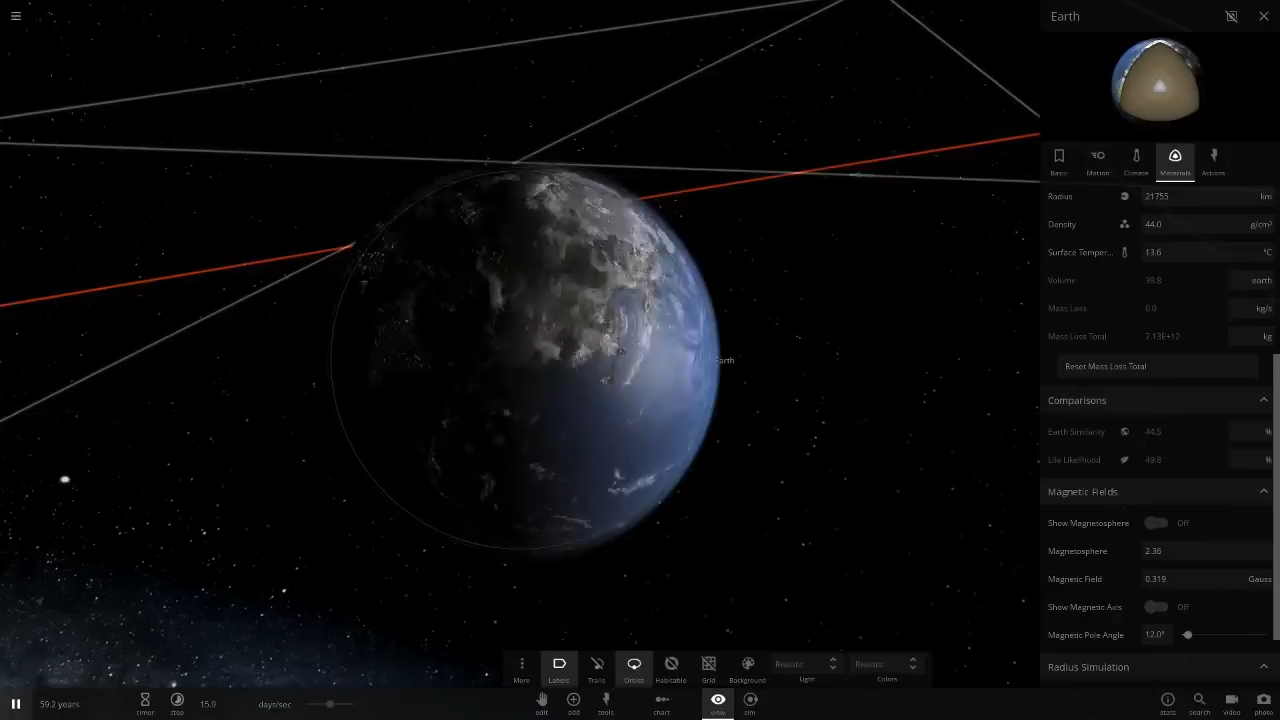 Earth
Basic Motion Climate Materials Actions
Radius 21755 km
Density 44.0 g/cm³
Surface Temper... 13.6 °C
Volume 39.8 earth
Mass Loss 0.0 kg/s
Mass Loss Total 7.13E+12 kg
Reset Mass Loss Total
Earth
Comparisons
Earth Similarity 44.5 %
Life Likelihood 49.8 %
Magnetic Fields
Show Magnetosphere Off
Magnetosphere 2.36
Magnetic Field 0.319 Gauss
Show Magnetic Axis Off
Magnetic Pole Angle 12.0°
Radius Simulation
More Labels Trails Orbits Habitable Grid Background
Realistic
Light
Realistic
Colors
59.2 years
timer step
15.9 days/sec
edit add tools chart view sim
stats search video photo